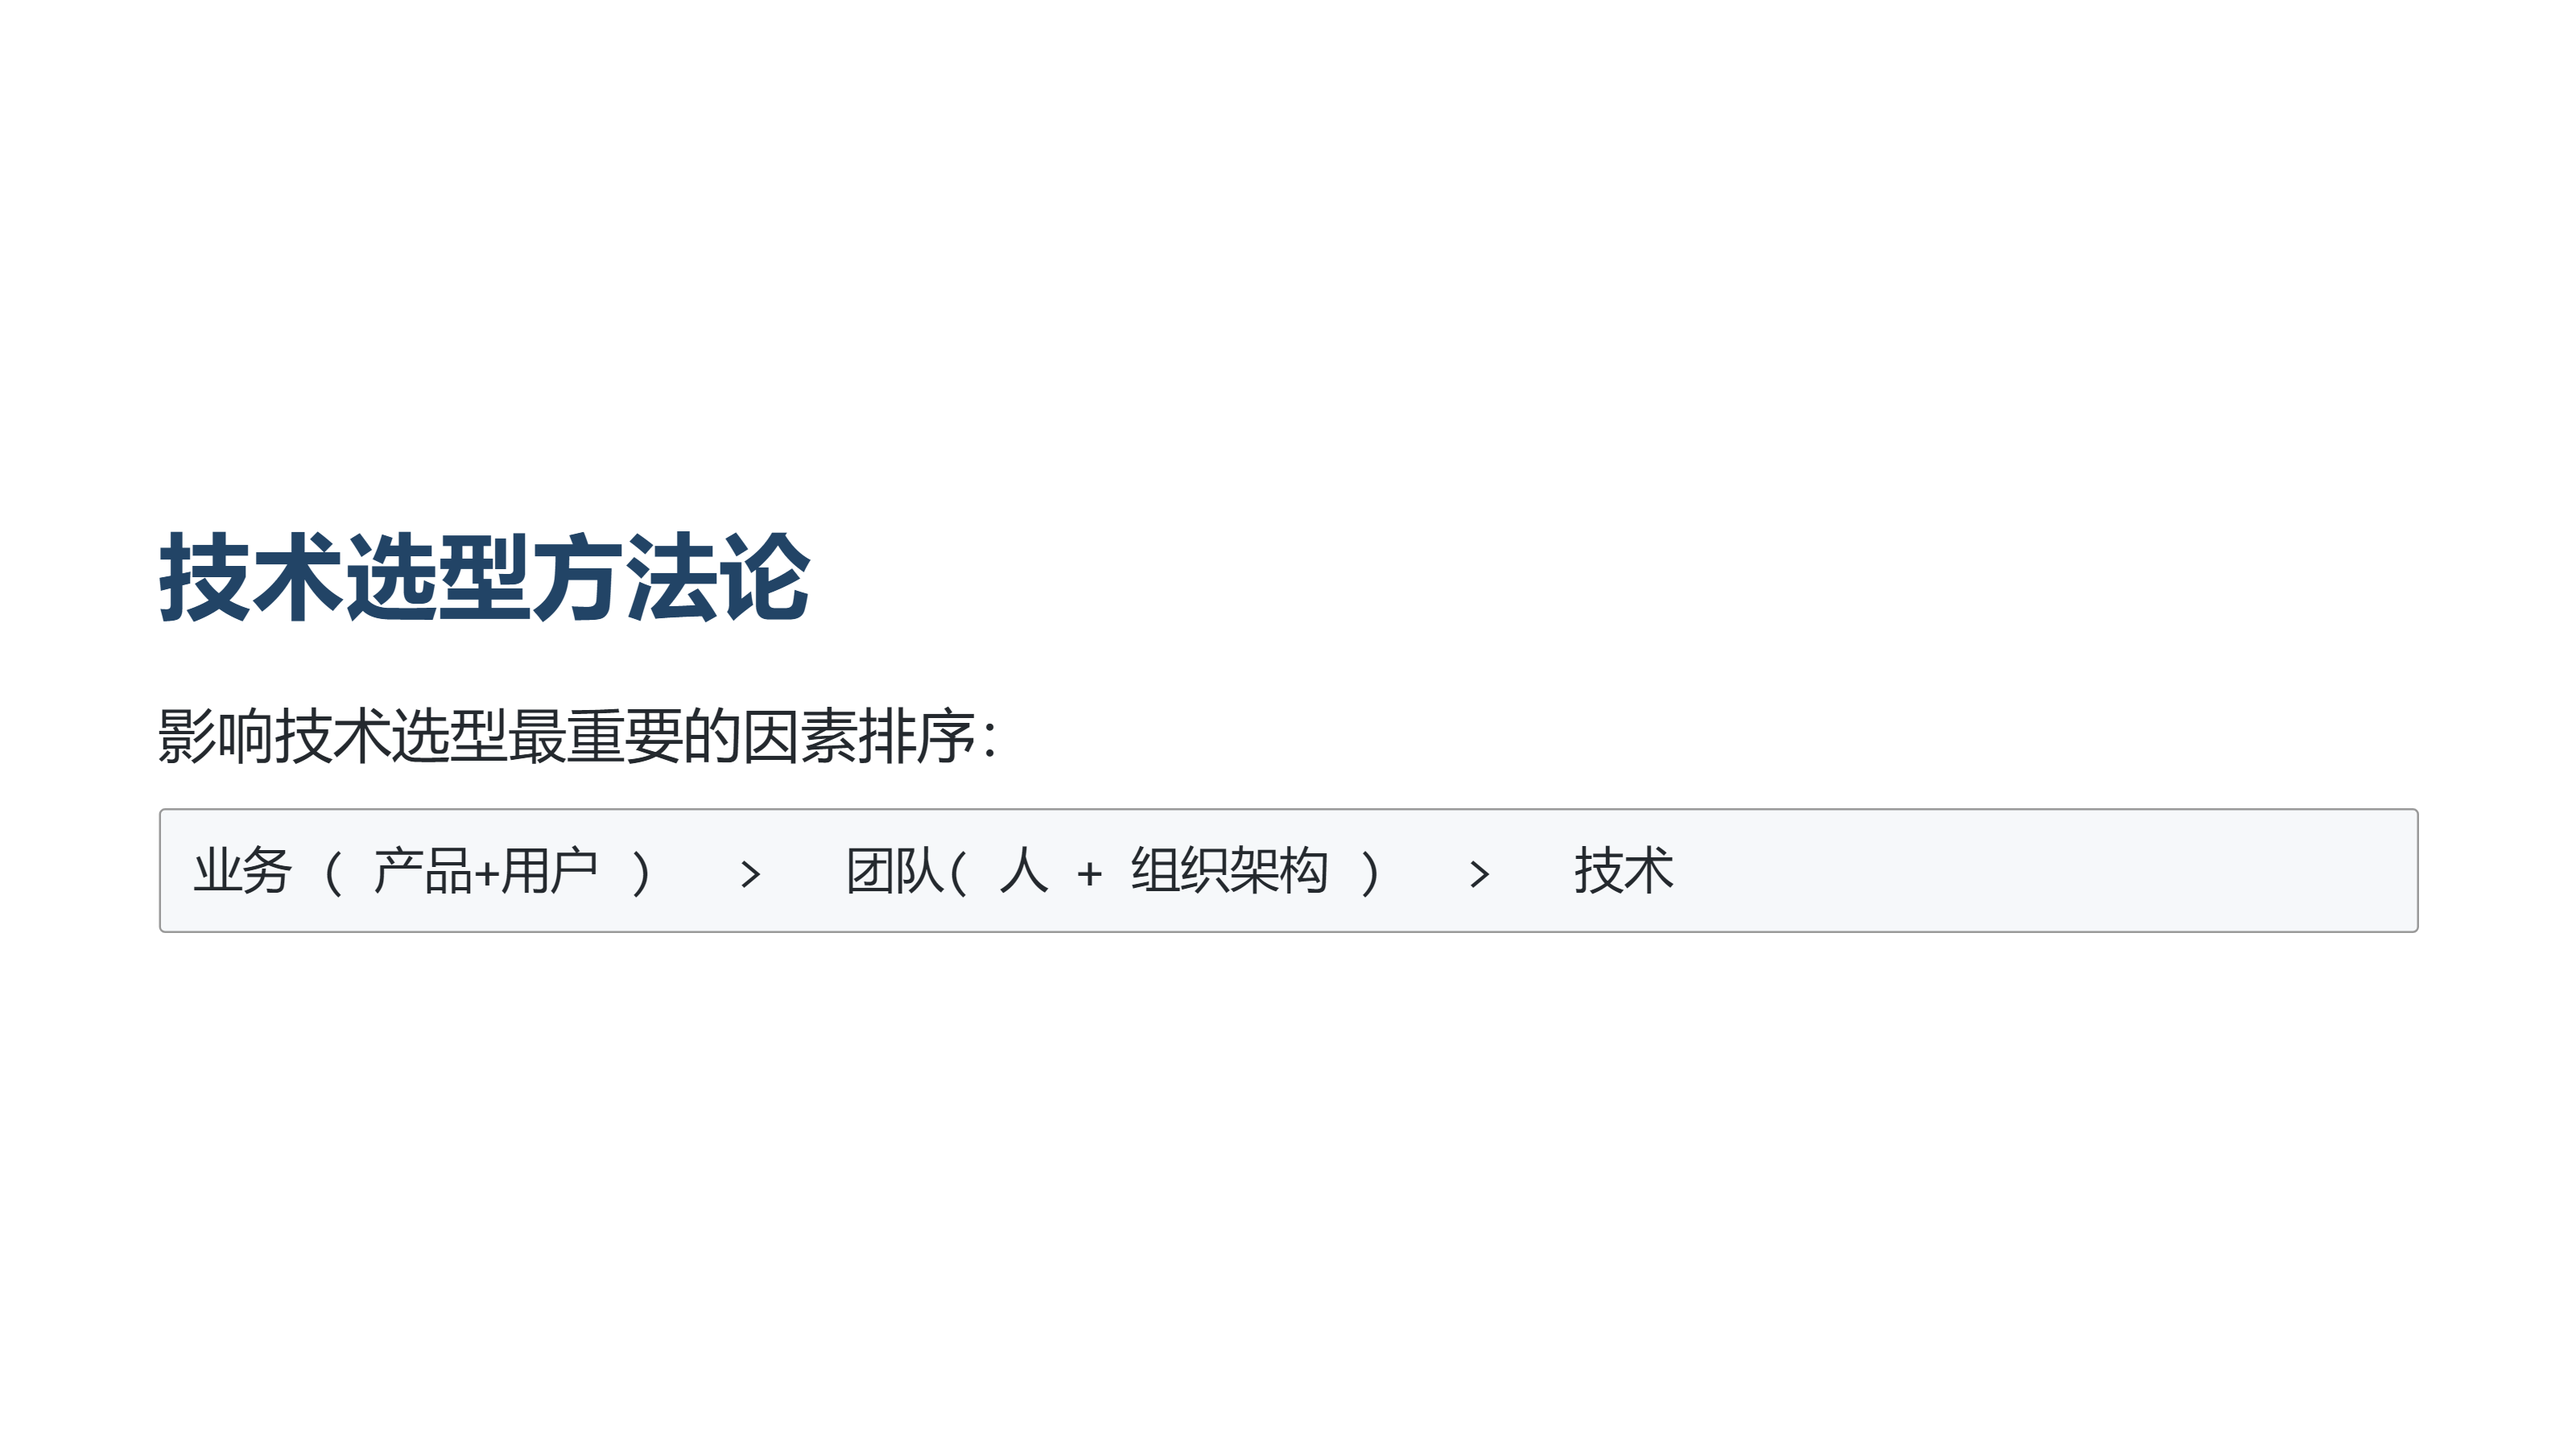 技术选型方法论
影响技术选型最重要的因素排序：
业务 ( 产品+用户 )  >  团队( 人 + 组织架构 )  >  技术